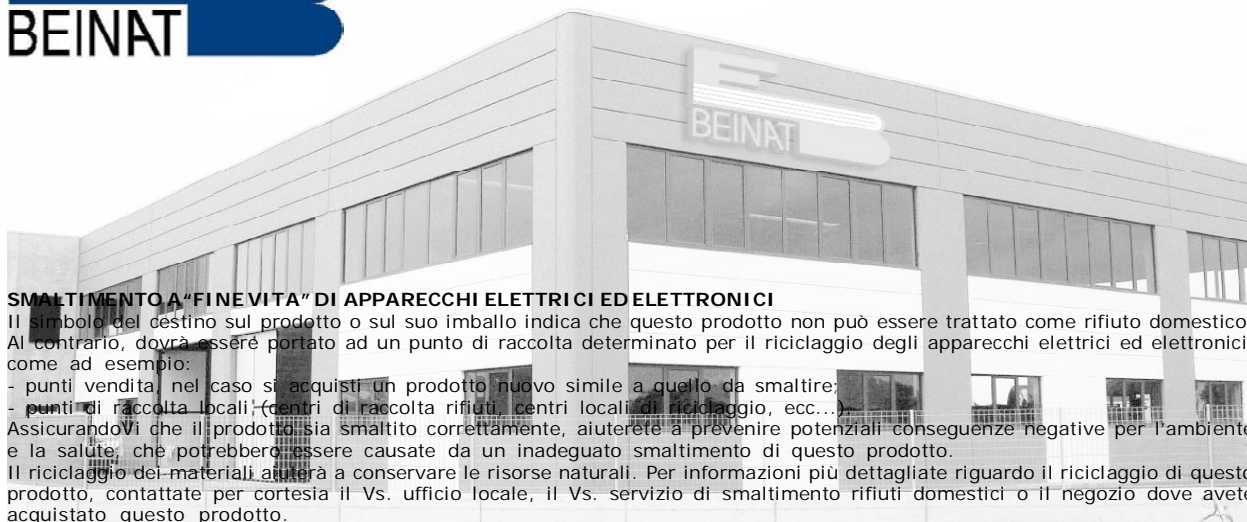 BEINAT
BEINAT
SMALTIMENTO A “FINE VITA” DI APPARECCHI ELETTRICI ED ELETTRONICI
Il simbolo del cestino sul prodotto o sul suo imballo indica che questo prodotto non può essere trattato come rifiuto domestico
Al contrario, dovrà essere portato ad un punto di raccolta determinato per il riciclaggio degli apparecchi elettrici ed elettronici
come ad esempio:
- punti vendita, nel caso si acquisti un prodotto nuovo simile a quello da smaltire;
- punti di raccolta locali (centri di raccolta rifiuti, centri locali di riciclaggio, ecc...).
AssicurandoVi che il prodotto sia smaltito correttamente, aiuterete a prevenire potenziali conseguenze negative per l'ambiente
e la salute, che potrebbero essere causate da un inadeguato smaltimento di questo prodotto.
Il riciclaggio dei materiali aiuterà a conservare le risorse naturali. Per informazioni più dettagliate riguardo il riciclaggio di questo
prodotto, contattate per cortesia il Vs. ufficio locale, il Vs. servizio di smaltimento rifiuti domestici o il negozio dove avete
acquistato questo prodotto.